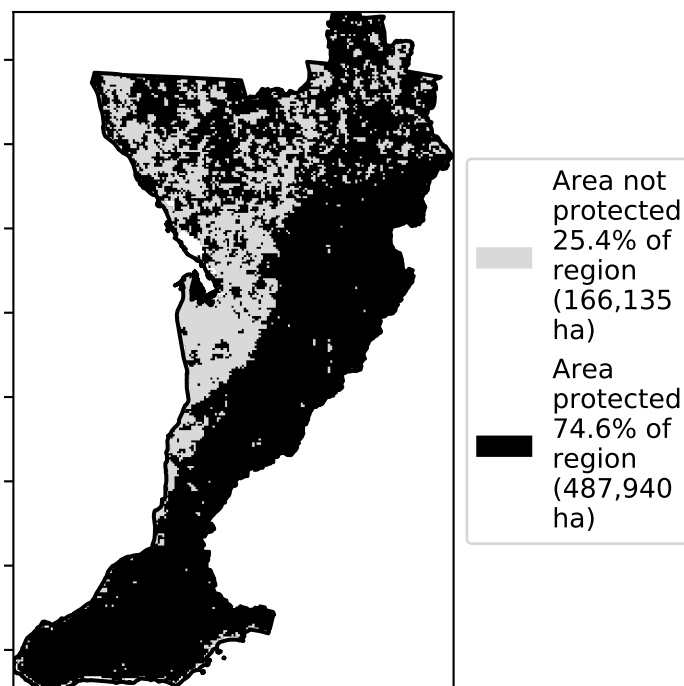 Area not
protected
25.4% of
region
(166,135
ha)
Area
protected
74.6% of
region
(487,940
ha)